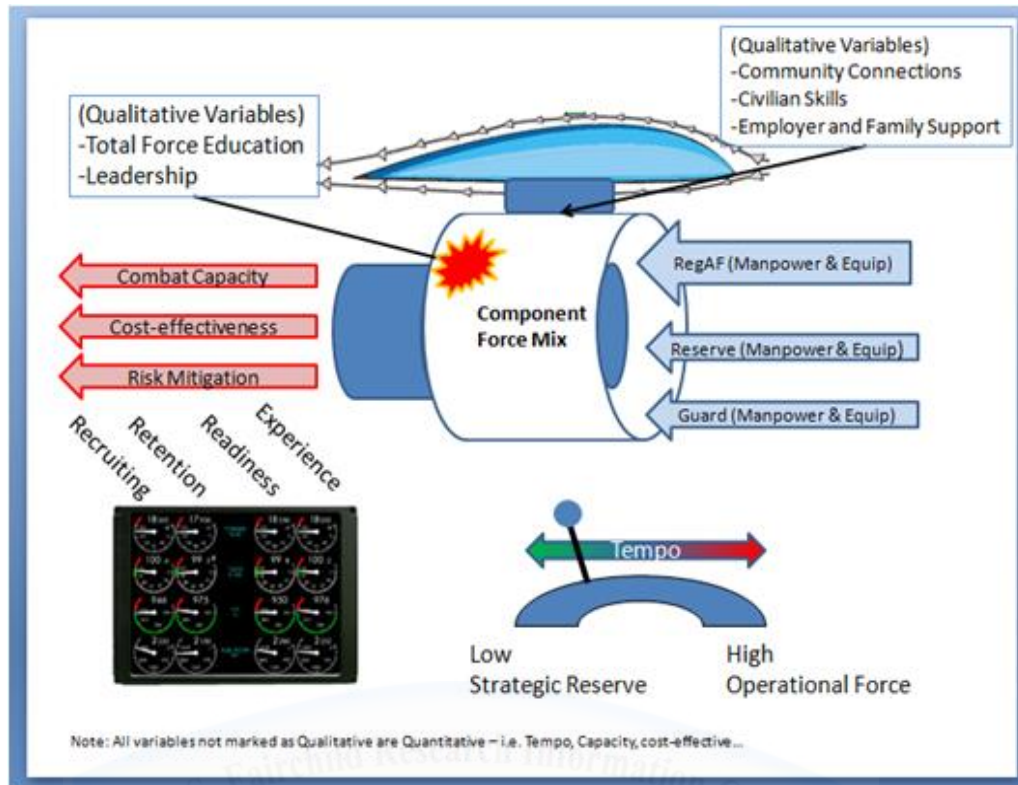 (Qualitative Variables)
-Community Connections
-Civilian Skills
-Employer and Family Support
(Qualitative Variables)
-Total Force Education
-Leadership
Combat Capacity
Cost-effectiveness
Risk Mitigation
Component
Force Mix
RegAF (Manpower & Equip)
Reserve (Manpower & Equip)
Guard (Manpower & Equip)
Recruiting
Retention
Readiness
Experience
Tempo
Low
Strategic Reserve
High
Operational Force
Note: All variables not marked as Qualitative are Quantitative – i.e. Tempo, Capacity, cost-effective...
Fairchild Research Information